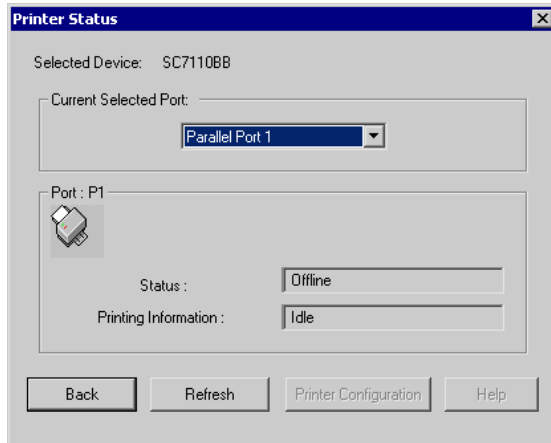 Printer Status
Selected Device: SC7110BB
Current Selected Port:
Parallel Port 1
Port : P1
Status : Offline
Printing Information : Idle
Back Refresh Printer Configuration Help